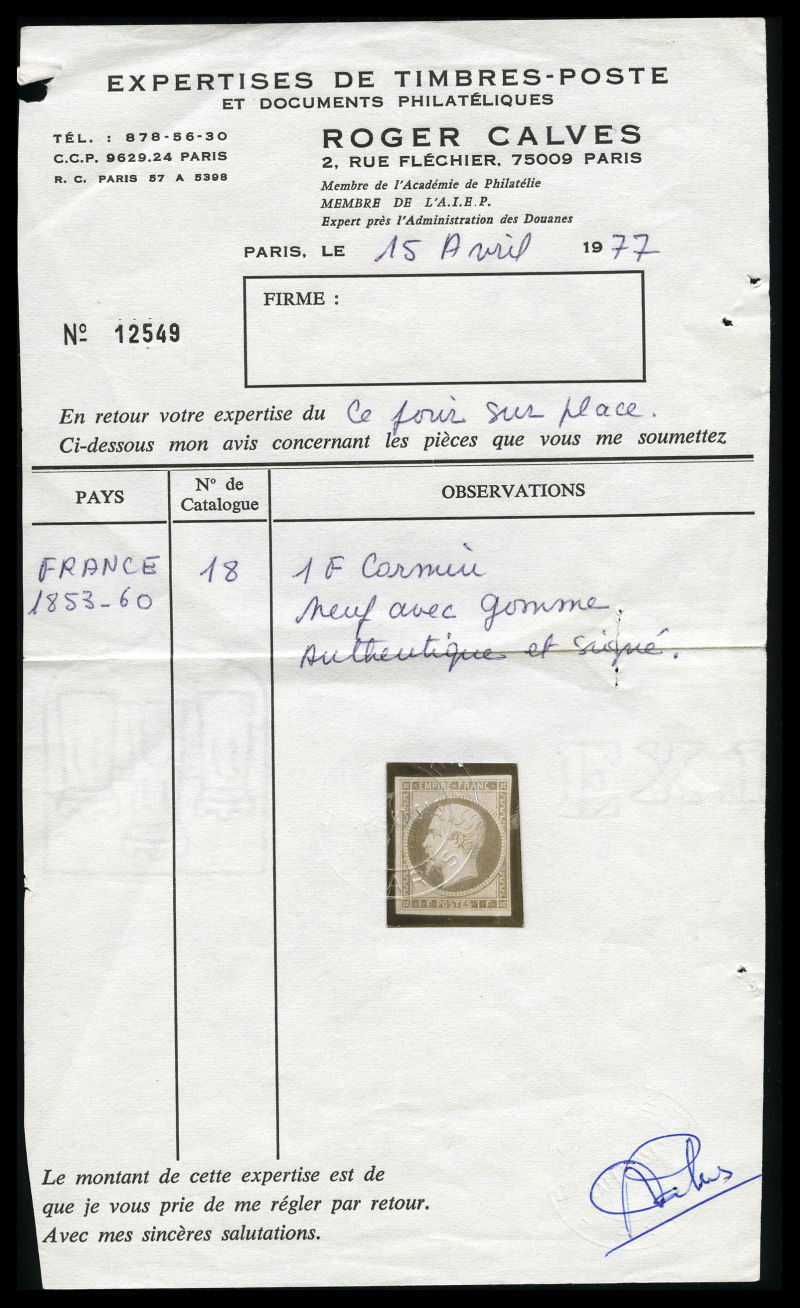 EXPERTISES DE TIMBRES-POSTE
ET DOCUMENTS PHILATÉLIQUES
TÉL. : 878-56-30
C.C.P. 9629.24 PARIS
R. C. PARIS 57 A 5398
ROGER CALVES
2, RUE FLÉCHIER, 75009 PARIS
Membre de l'Académie de Philatélie
MEMBRE DE L'A.I.E.P.
Expert près l'Administration des Douanes
PARIS, LE 15 Avril 1977
FIRME :
Nº 12549
En retour votre expertise du Ce jour sur place.
Ci-dessous mon avis concernant les pièces que vous me soumettez
PAYS
N° de Catalogue
OBSERVATIONS
FRANCE 18 1 F Carmin
1853-60 Neuf avec gomme.
Authentique et signé.
EMPIRE FRANC
1 F POSTES 1 F
Le montant de cette expertise est de
que je vous prie de me régler par retour.
Avec mes sincères salutations.